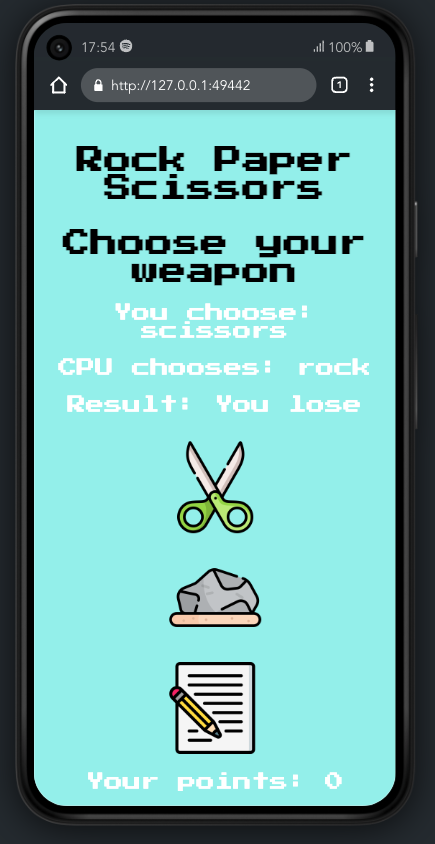 17:54
100%
http://127.0.0.1:49442
1
Rock Paper
Scissors
Choose your
weapon
You choose:
scissors
CPU chooses: rock
Result: You lose
Your points: 0